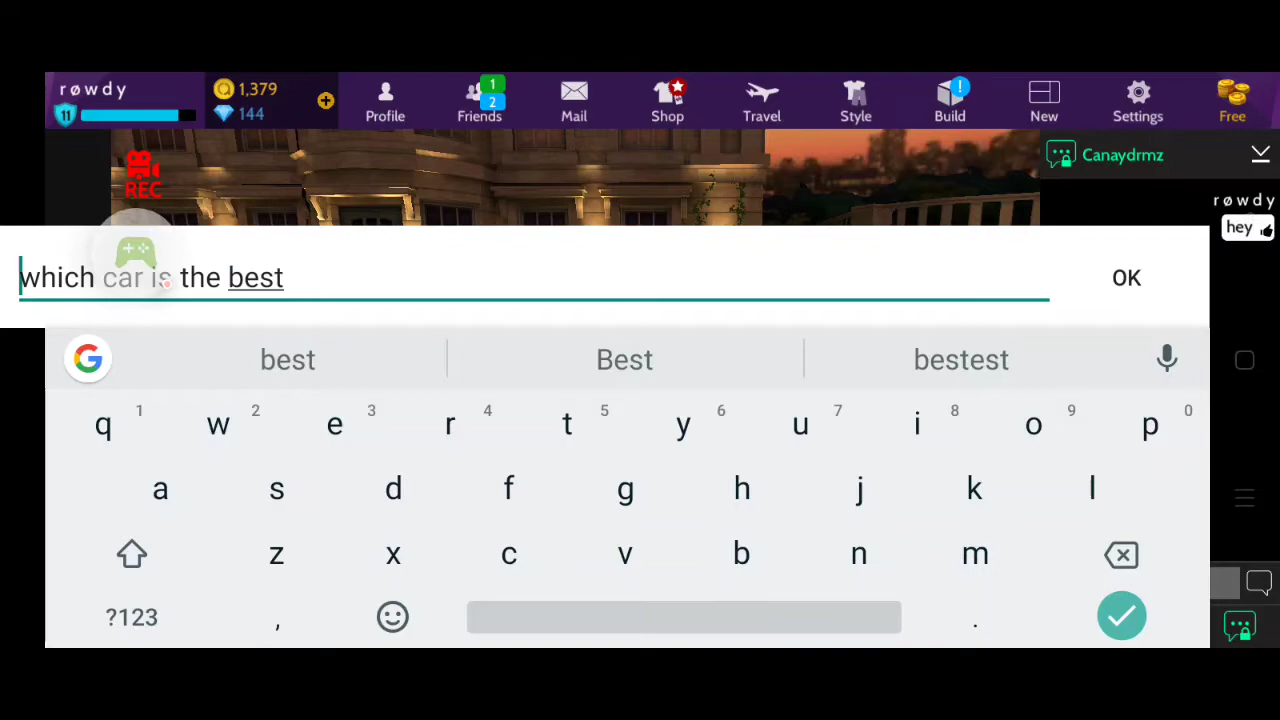 røwdy
11
1,379
144
Profile
1
2
Friends
Mail
Shop
Travel
Style
!
Build
New
Settings
Free
REC
Canaydrmz
røwdy
hey
which car is the best
OK
G
best
Best
bestest
q 1 w 2 e 3 r 4 t 5 y 6 u 7 i 8 o 9 p 0
a s d f g h j k l
z x c v b n m
?123 , .